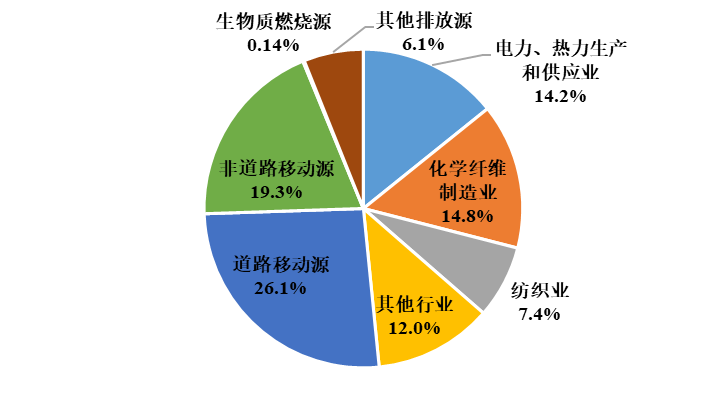 生物质燃烧源
0.14%
其他排放源
6.1%
电力、热力生产
和供应业
14.2%
化学纤维
制造业
14.8%
纺织业
7.4%
其他行业
12.0%
道路移动源
26.1%
非道路移动源
19.3%